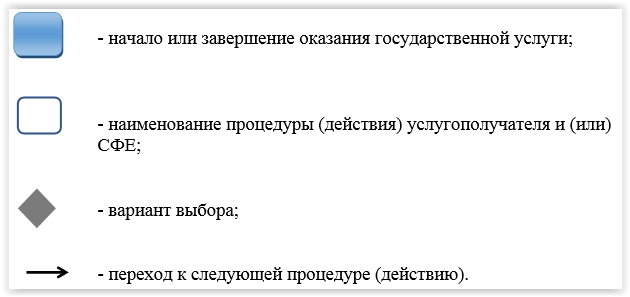 - начало или завершение оказания государственной услуги;
- наименование процедуры (действия) услугополучателя и (или)
СФЕ;
- вариант выбора;
- переход к следующей процедуре (действию).